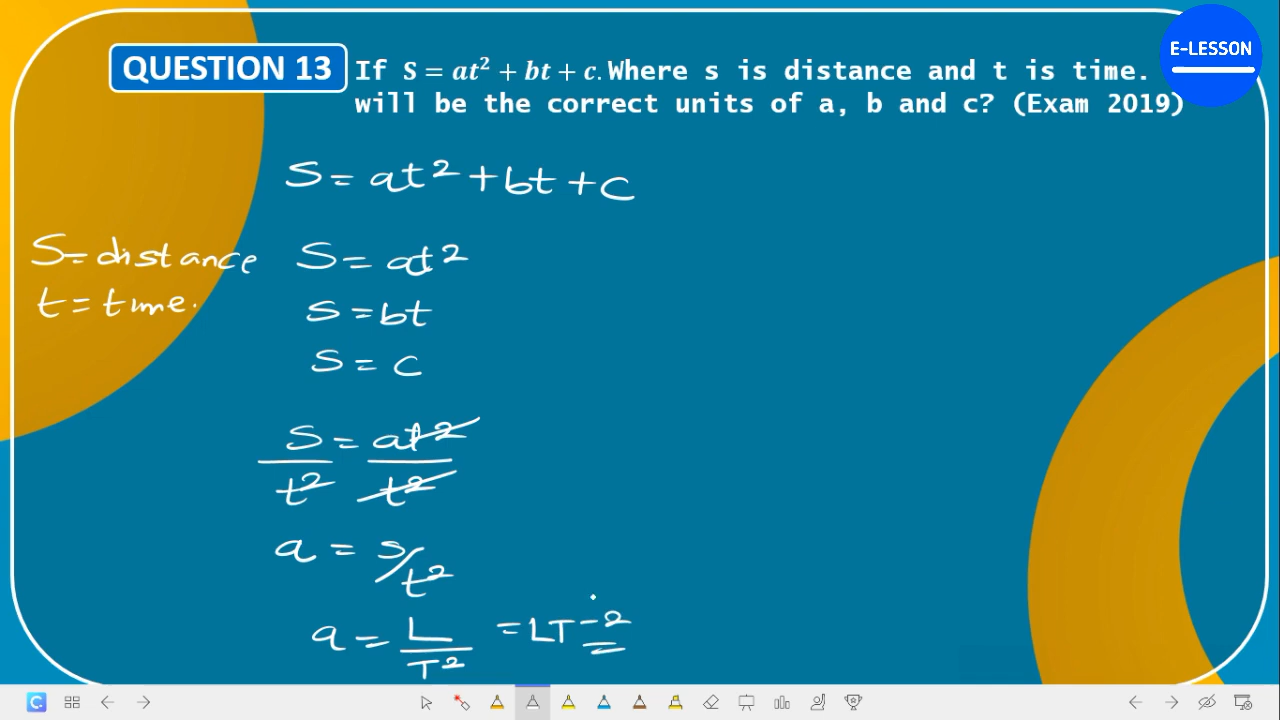 E-LESSON
QUESTION 13
If S = at² + bt + c. Where s is distance and t is time.
will be the correct units of a, b and c? (Exam 2019)
S = at² + bt + c
S = distance
t = time.
S = at²
S = bt
S = c
S/t² = at²/t²
a = s/t²
a = L/T² = LT-2